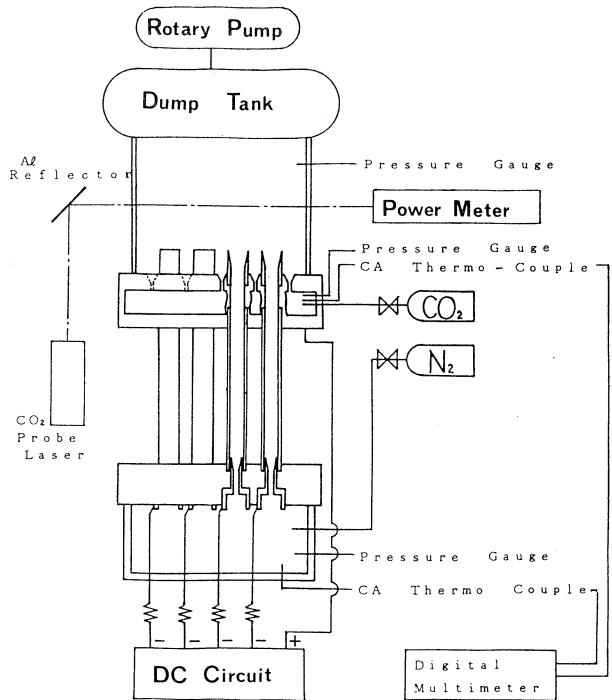 Rotary Pump
Dump Tank
Al
Reflector
Pressure Gauge
Power Meter
Pressure Gauge
CA Thermo-Couple
CO₂
N₂
CO₂
Probe
Laser
Pressure Gauge
CA Thermo Couple
− − − − +
DC Circuit
Digital
Multimeter